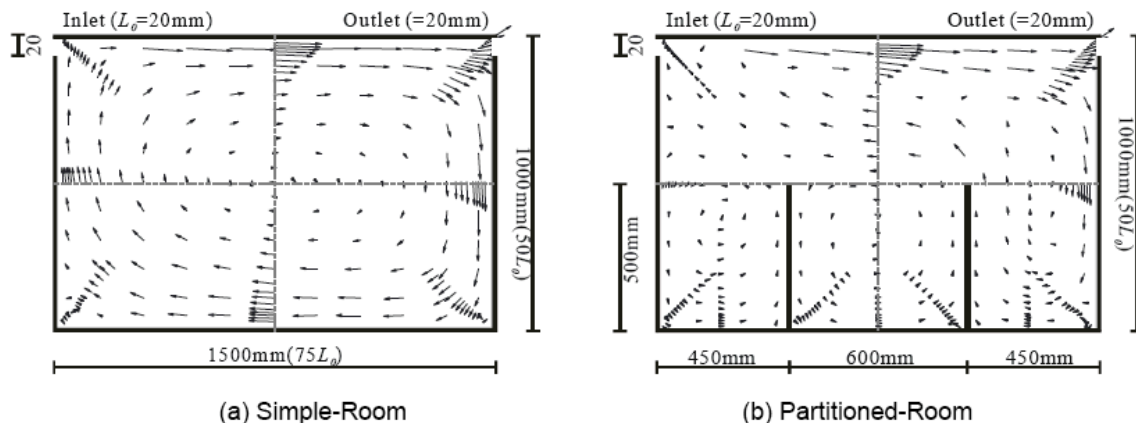 Inlet (L₀=20mm)
Outlet (=20mm)
20
1000mm(50L₀)
1500mm(75L₀)
(a) Simple-Room
Inlet (L₀=20mm)
Outlet (=20mm)
20
1000mm(50L₀)
500mm
450mm
600mm
450mm
(b) Partitioned-Room